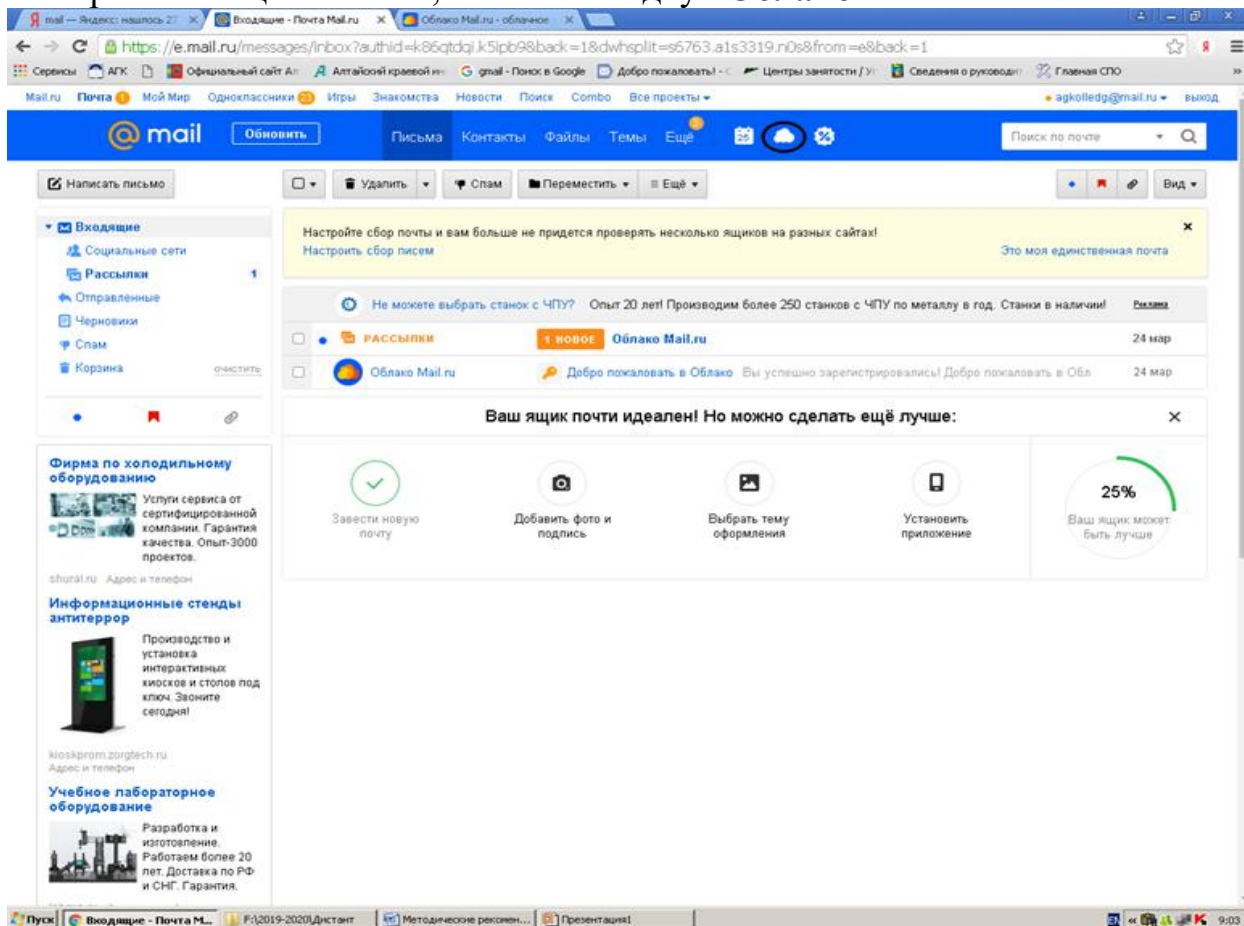 mail — Яндекс: нашлось 27
Входящие - Почта Mail.ru
Облако Mail.ru - облачное
https://e.mail.ru/messages/inbox?authid=k86qtdqi.k5ipb9&back=1&dwhsplit=s6763.a1s3319.n0s&from=e&back=1
Сервисы АГК Официальный сайт Ал Алтайский краевой ин gmail - Поиск в Google Добро пожаловать! - Центры занятости / У Сведения о руководит Главная СПО »
Mail.ru Почта Мой Мир Одноклассники 20 Игры Знакомства Новости Поиск Combo Все проекты agkolledg@mail.ru выход
@ mail Обновить Письма Контакты Файлы Темы Ещё Поиск по почте
Написать письмо Удалить Спам Переместить Ещё Вид
Входящие
Социальные сети
Рассылки 1
Отправленные
Черновики
Спам
Корзина очистить
Настройте сбор почты и вам больше не придется проверять несколько ящиков на разных сайтах!
Настроить сбор писем Это моя единственная почта
Не можете выбрать станок с ЧПУ? Опыт 20 лет! Производим более 250 станков с ЧПУ по металлу в год. Станки в наличии! Реклама
РАССЫЛКИ 1 НОВОЕ Облако Mail.ru 24 мар
Облако Mail.ru Добро пожаловать в Облако Вы успешно зарегистрировались! Добро пожаловать в Обл 24 мар
Ваш ящик почти идеален! Но можно сделать ещё лучше:
Завести новую
почту
Добавить фото и
подпись
Выбрать тему
оформления
Установить
приложение
25%
Ваш ящик может
быть лучше
Фирма по холодильному
оборудованию
Услуги сервиса от
сертифицированной
компании. Гарантия
качества. Опыт-3000
проектов.
shural.ru Адрес и телефон
Информационные стенды
антитеррор
Производство и
установка
интерактивных
киосков и столов под
ключ. Звоните
сегодня!
kioskprom.zorgtech.ru
Адрес и телефон
Учебное лабораторное
оборудование
Разработка и
изготовление.
Работаем более 20
лет. Доставка по РФ
и СНГ. Гарантия.
Пуск Входящие - Почта M... F:\2019-2020\Дистант Методические рекомен... Презентация1 9:03